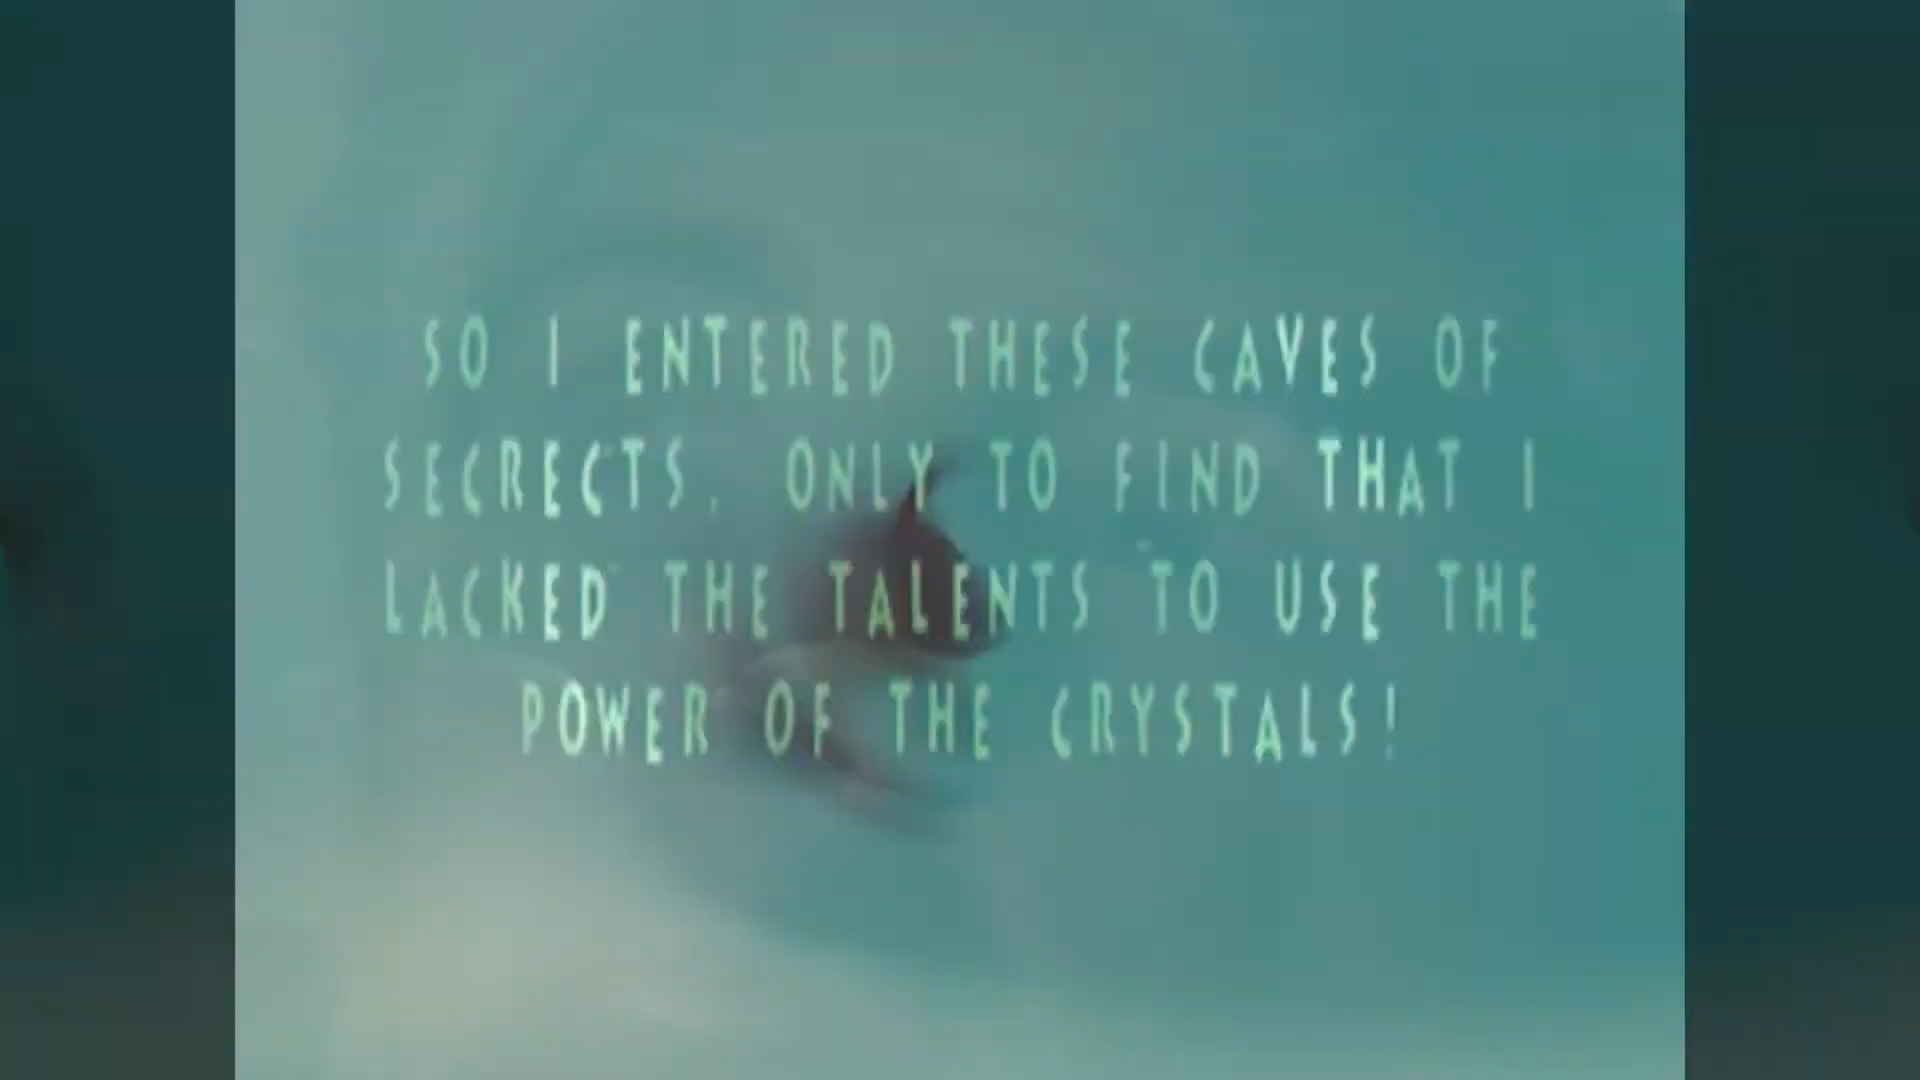 SO I ENTERED THESE CAVES OF
SECRECTS, ONLY TO FIND THAT I
LACKED THE TALENTS TO USE THE
POWER OF THE CRYSTALS!